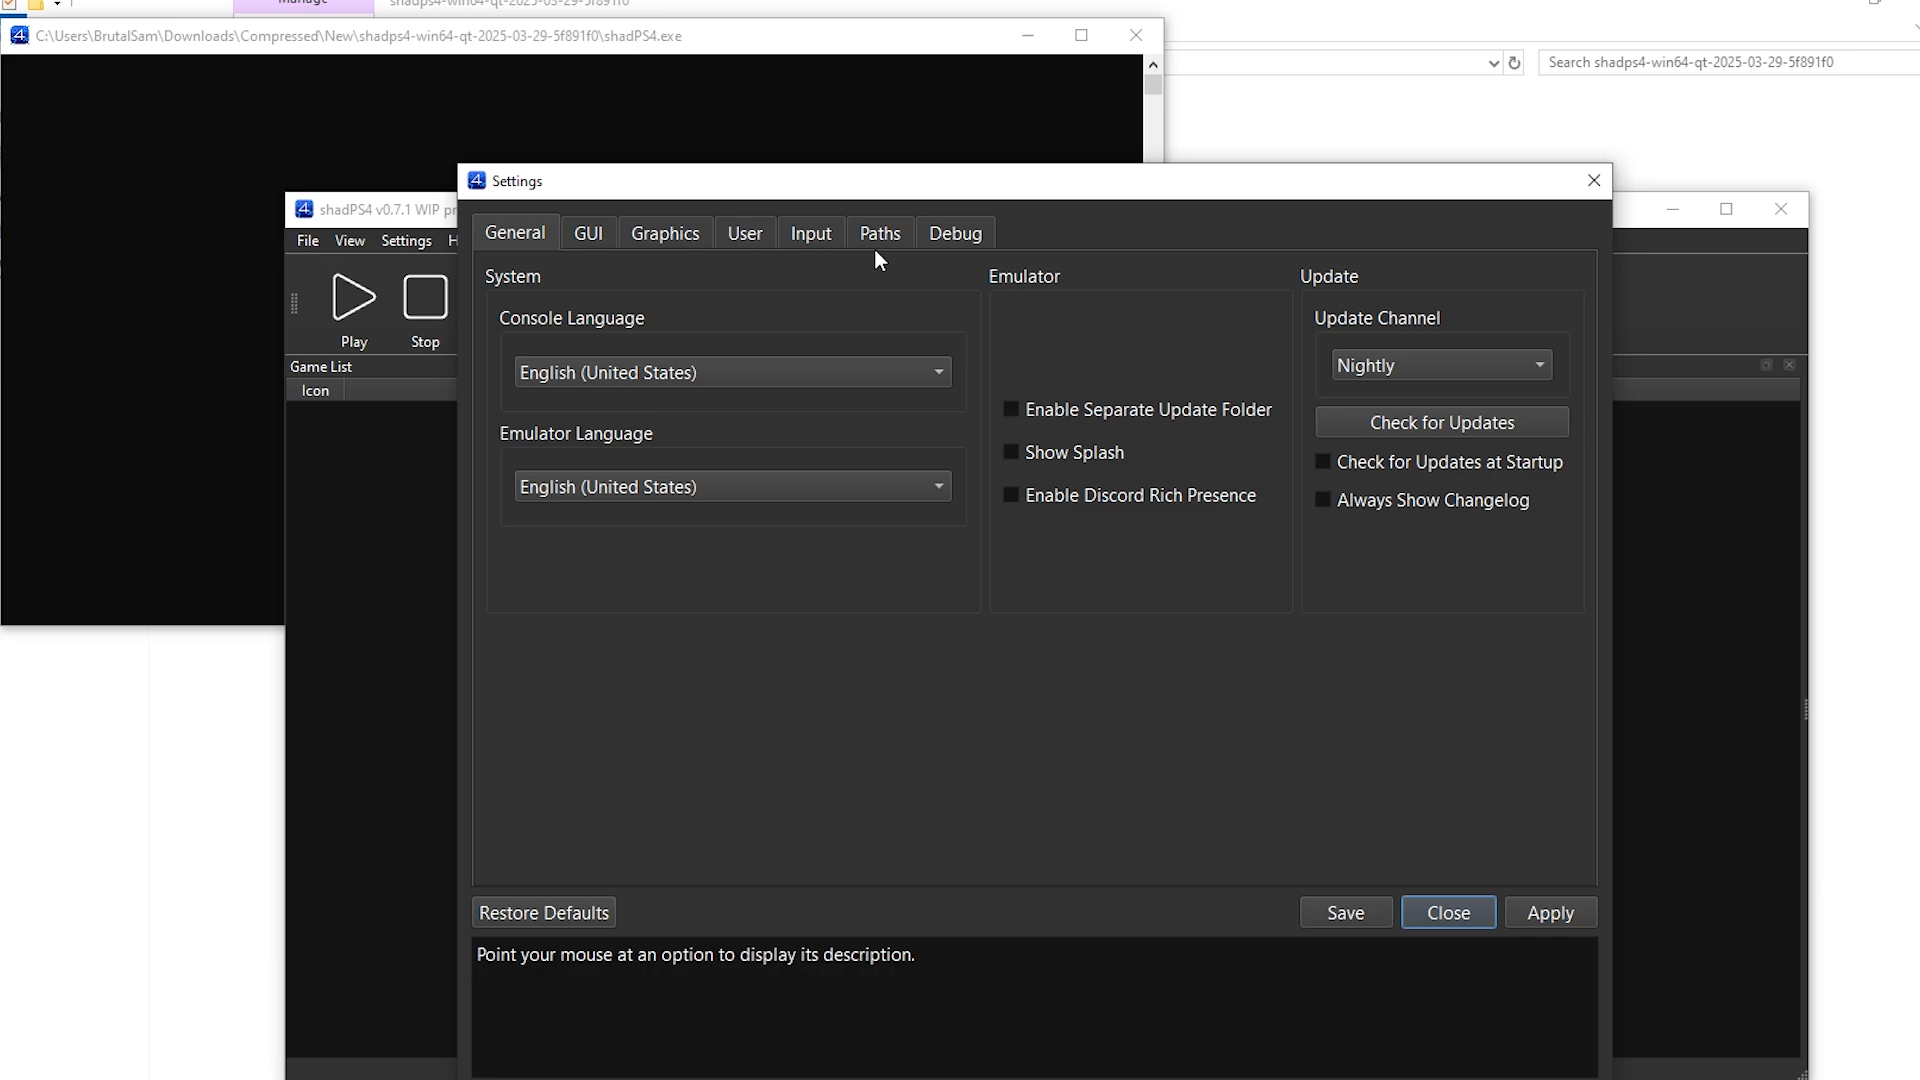 C:\Users\BrutalSam\Downloads\Compressed\New\shadps4-win64-qt-2025-03-29-5f891f0\shadPS4.exe
Search shadps4-win64-qt-2025-03-29-5f891f0
Settings
shadPS4 v0.7.1 WIP
General GUI Graphics User Input Paths Debug
File View Settings
System
Emulator
Update
Console Language
English (United States)
Emulator Language
English (United States)
Enable Separate Update Folder
Show Splash
Enable Discord Rich Presence
Update Channel
Nightly
Check for Updates
Check for Updates at Startup
Always Show Changelog
Play Stop
Game List
Icon
Restore Defaults
Save Close Apply
Point your mouse at an option to display its description.